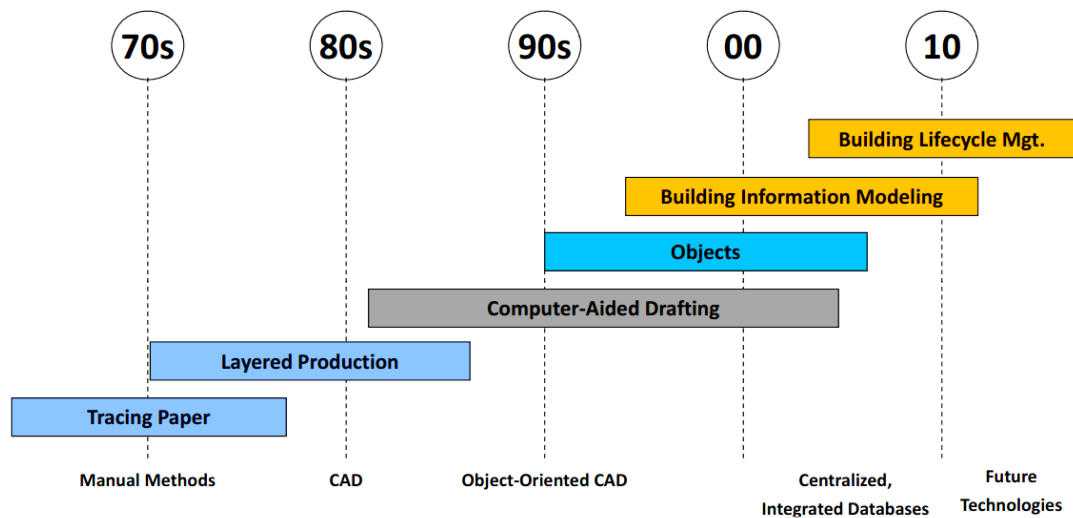 70s
80s
90s
00
10
Building Lifecycle Mgt.
Building Information Modeling
Objects
Computer-Aided Drafting
Layered Production
Tracing Paper
Manual Methods
CAD
Object-Oriented CAD
Centralized,
Integrated Databases
Future
Technologies